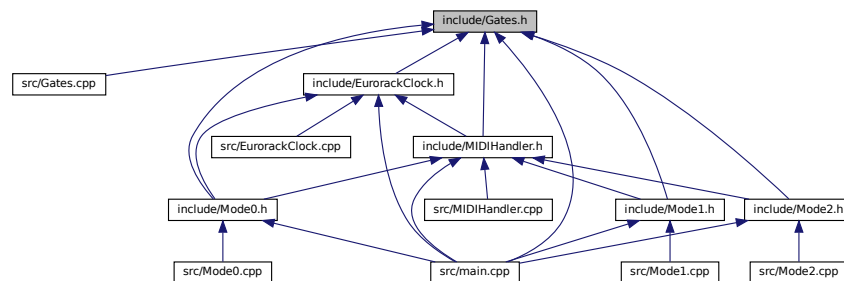 include/Gates.h
src/Gates.cpp
include/EurorackClock.h
src/EurorackClock.cpp
include/MIDIHandler.h
include/Mode0.h
src/MIDIHandler.cpp
include/Mode1.h
include/Mode2.h
src/Mode0.cpp
src/main.cpp
src/Mode1.cpp
src/Mode2.cpp